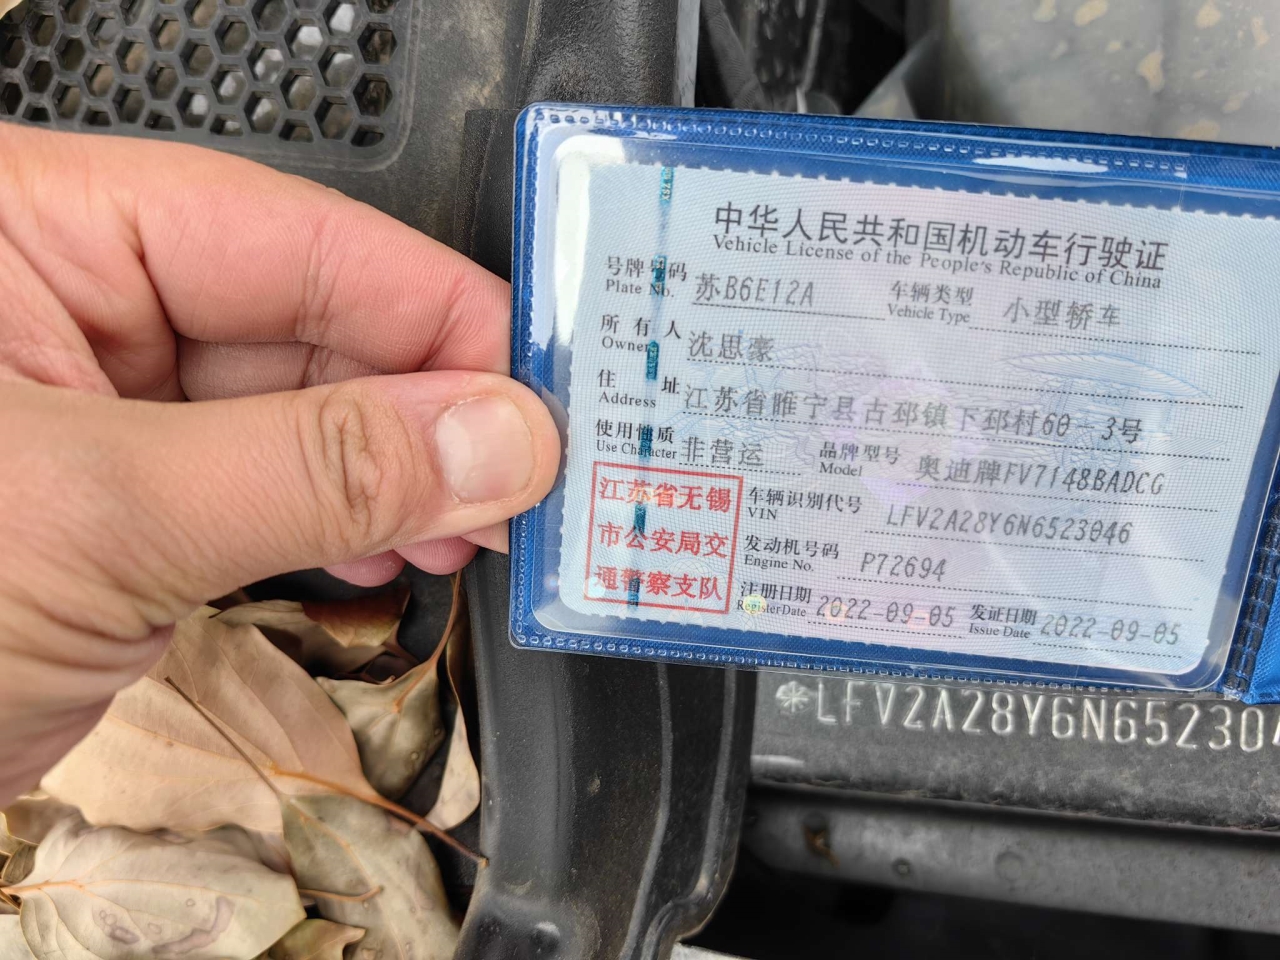 中华人民共和国机动车行驶证
Vehicle License of the People's Republic of China
号牌号码 苏B6E12A 车辆类型 小型轿车
Plate No. Vehicle Type
所有人 沈思豪
Owner
住址 江苏省睢宁县古邳镇下邳村60-3号
Address
使用性质 非营运 品牌型号 奥迪牌FV7148BADCG
Use Character Model
江苏省无锡
市公安局交
通警察支队
车辆识别代号 LFV2A28Y6N6523046
VIN
发动机号码 P72694
Engine No.
注册日期 2022-09-05 发证日期 2022-09-05
Register Date Issue Date
*LFV2A28Y6N65230